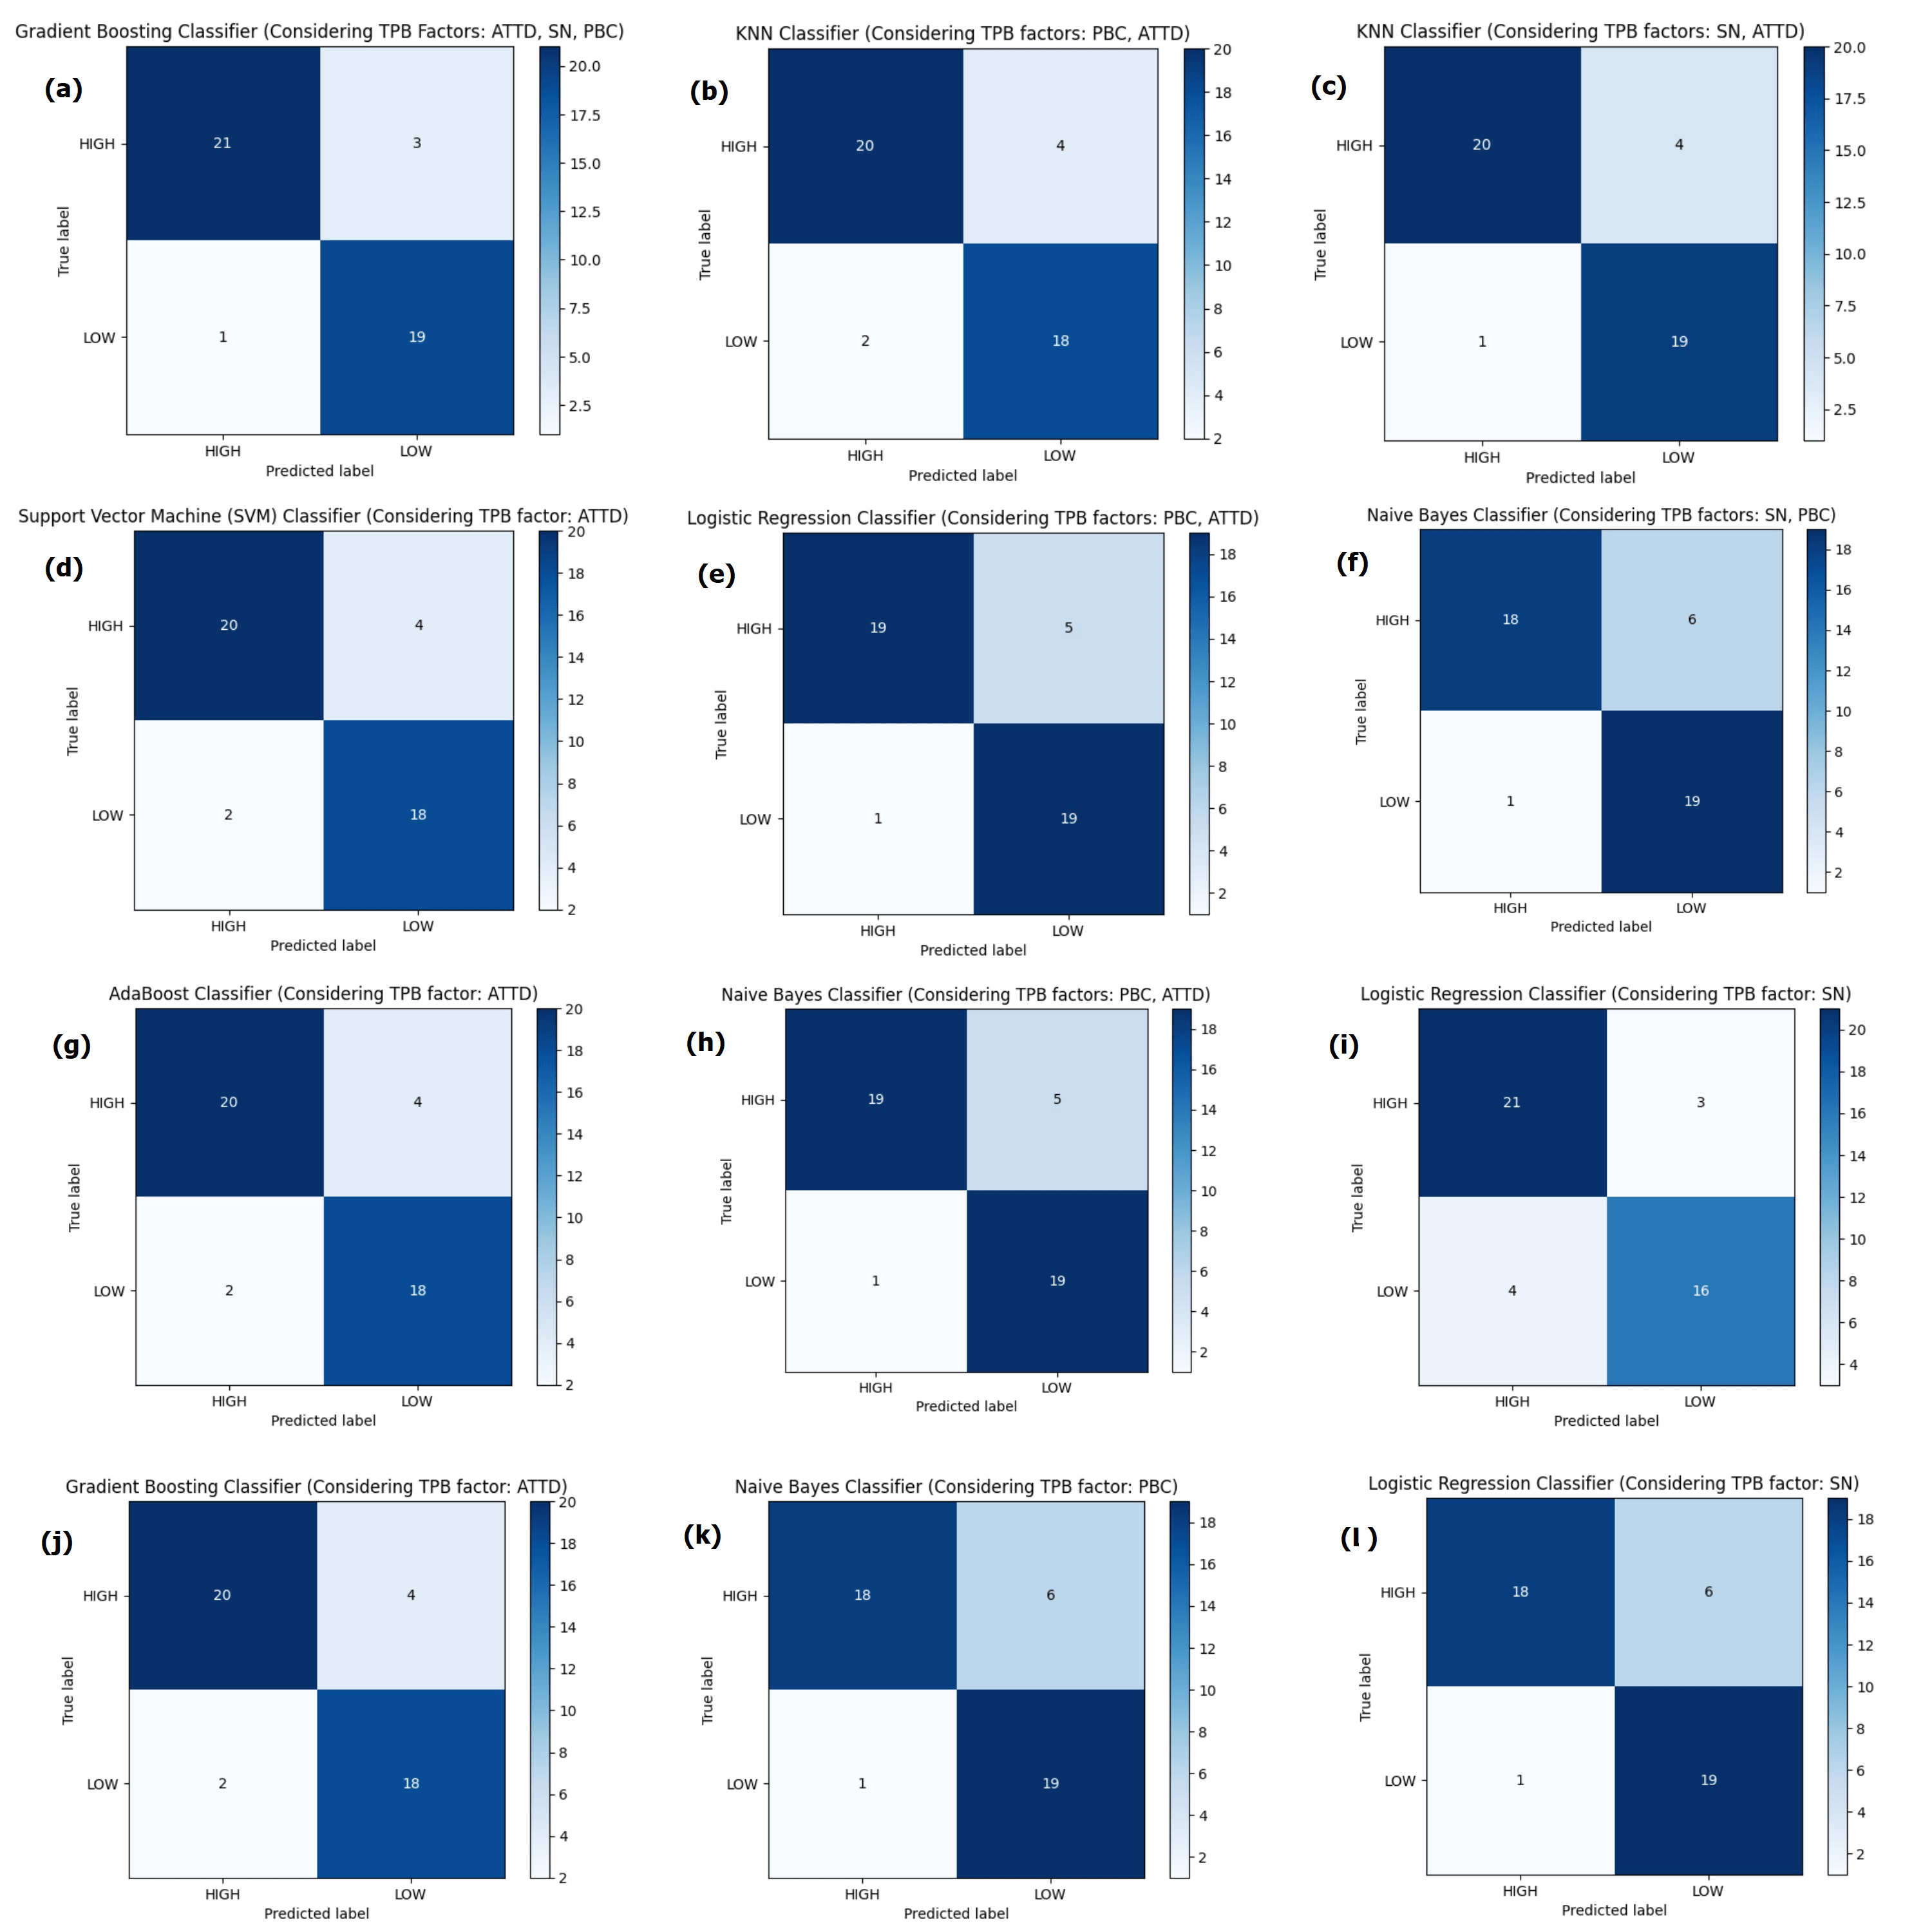 Gradient Boosting Classifier (Considering TPB Factors: ATTD, SN, PBC)
(a)
20.0
17.5
15.0
12.5
10.0
7.5
5.0
2.5
HIGH
21
3
True label
LOW
1
19
HIGH
LOW
Predicted label
KNN Classifier (Considering TPB factors: PBC, ATTD)
(b)
20
18
16
14
12
10
8
6
4
2
HIGH
20
4
True label
LOW
2
18
HIGH
LOW
Predicted label
KNN Classifier (Considering TPB factors: SN, ATTD)
(c)
20.0
17.5
15.0
12.5
10.0
7.5
5.0
2.5
HIGH
20
4
True label
LOW
1
19
HIGH
LOW
Predicted label
Support Vector Machine (SVM) Classifier (Considering TPB factor: ATTD)
(d)
20
18
16
14
12
10
8
6
4
2
HIGH
20
4
True label
LOW
2
18
HIGH
LOW
Predicted label
Logistic Regression Classifier (Considering TPB factors: PBC, ATTD)
(e)
18
16
14
12
10
8
6
4
2
HIGH
19
5
True label
LOW
1
19
HIGH
LOW
Predicted label
Naive Bayes Classifier (Considering TPB factors: SN, PBC)
(f)
18
16
14
12
10
8
6
4
2
HIGH
18
6
True label
LOW
1
19
HIGH
LOW
Predicted label
AdaBoost Classifier (Considering TPB factor: ATTD)
(g)
20
18
16
14
12
10
8
6
4
2
HIGH
20
4
True label
LOW
2
18
HIGH
LOW
Predicted label
Naive Bayes Classifier (Considering TPB factors: PBC, ATTD)
(h)
18
16
14
12
10
8
6
4
2
HIGH
19
5
True label
LOW
1
19
HIGH
LOW
Predicted label
Logistic Regression Classifier (Considering TPB factor: SN)
(i)
20
18
16
14
12
10
8
6
4
HIGH
21
3
True label
LOW
4
16
HIGH
LOW
Predicted label
Gradient Boosting Classifier (Considering TPB factor: ATTD)
(j)
20
18
16
14
12
10
8
6
4
2
HIGH
20
4
True label
LOW
2
18
HIGH
LOW
Predicted label
Naive Bayes Classifier (Considering TPB factor: PBC)
(k)
18
16
14
12
10
8
6
4
2
HIGH
18
6
True label
LOW
1
19
HIGH
LOW
Predicted label
Logistic Regression Classifier (Considering TPB factor: SN)
(l )
18
16
14
12
10
8
6
4
2
HIGH
18
6
True label
LOW
1
19
HIGH
LOW
Predicted label